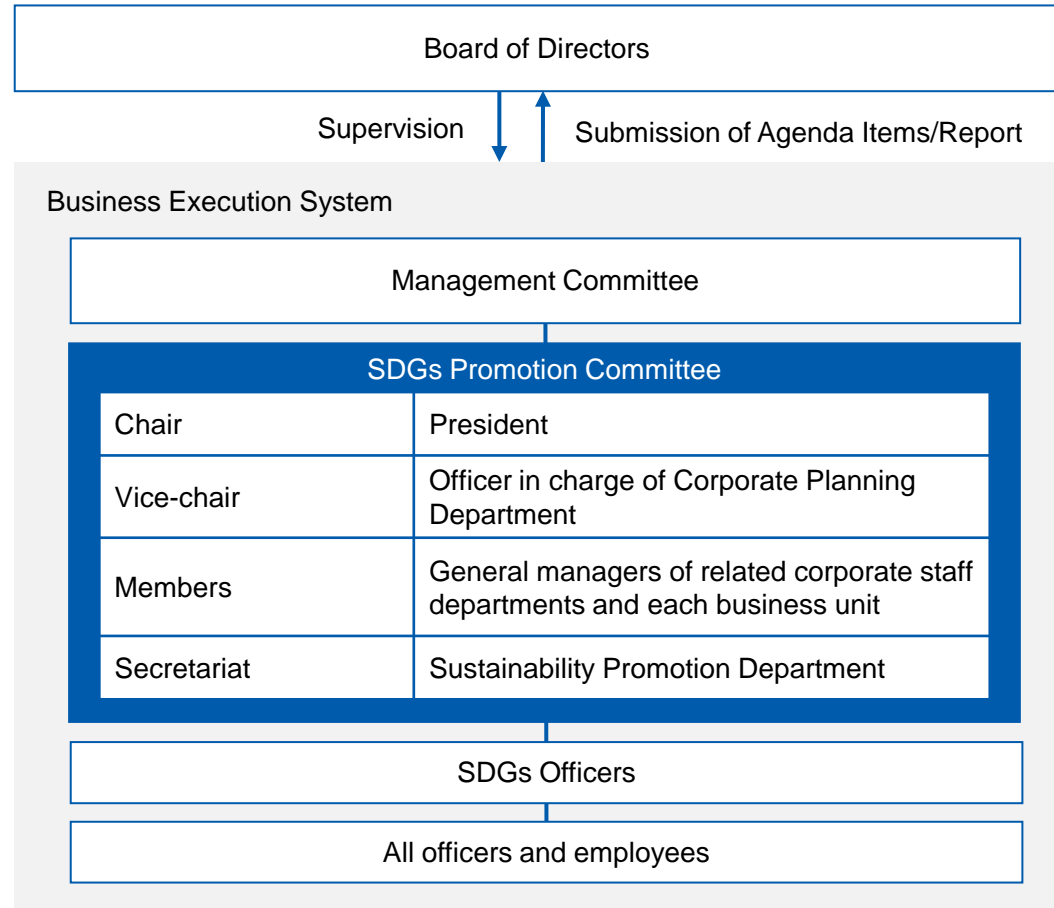 Board of Directors
Supervision
Submission of Agenda Items/Report
Business Execution System
Management Committee
SDGs Promotion Committee
Chair
President
Vice-chair
Officer in charge of Corporate Planning
Department
Members
General managers of related corporate staff
departments and each business unit
Secretariat
Sustainability Promotion Department
SDGs Officers
All officers and employees